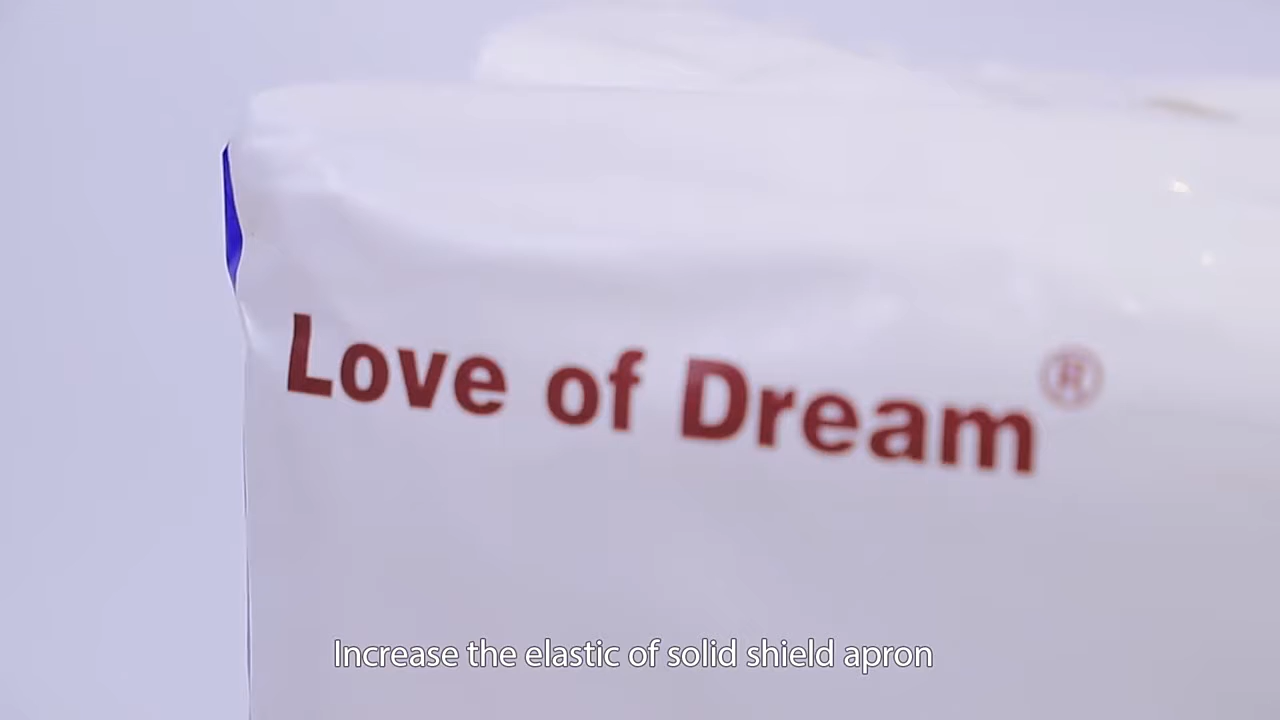 Love of Dream®
Increase the elastic of solid shield apron